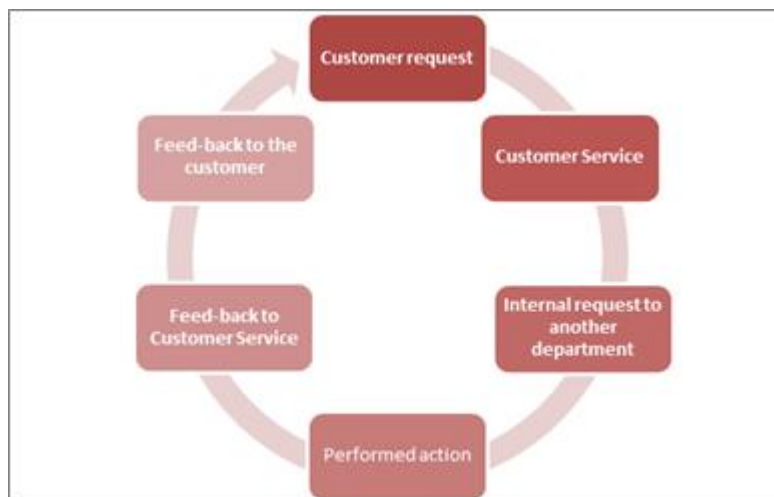 Customer request
Customer Service
Internal request to
another
department
Performed action
Feed-back to
Customer Service
Feed-back to the
customer